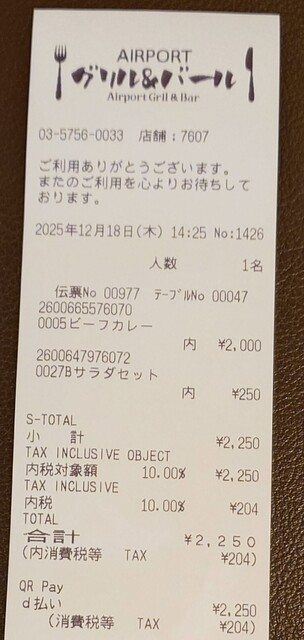 AIRPORT
グリル&バール
Airport Grill & Bar
03-5756-0033 店舗：7607
ご利用ありがとうございます。
またのご利用を心よりお待ちして
おります。
2025年12月18日(木) 14:25 No:1426
人数 1名
伝票No 00977 テーブルNo 00047
2600665576070
0005ビーフカレー
内 ¥2,000
2600647976072
0027Bサラダセット
内 ¥250
S-TOTAL
小 計 ¥2,250
TAX INCLUSIVE OBJECT
内税対象額 10.00% ¥2,250
TAX INCLUSIVE
内税 10.00% ¥204
TOTAL
合計 ¥2,250
(内消費税等 TAX ¥204)
QR Pay
d払い ¥2,250
(消費税等 TAX ¥204)